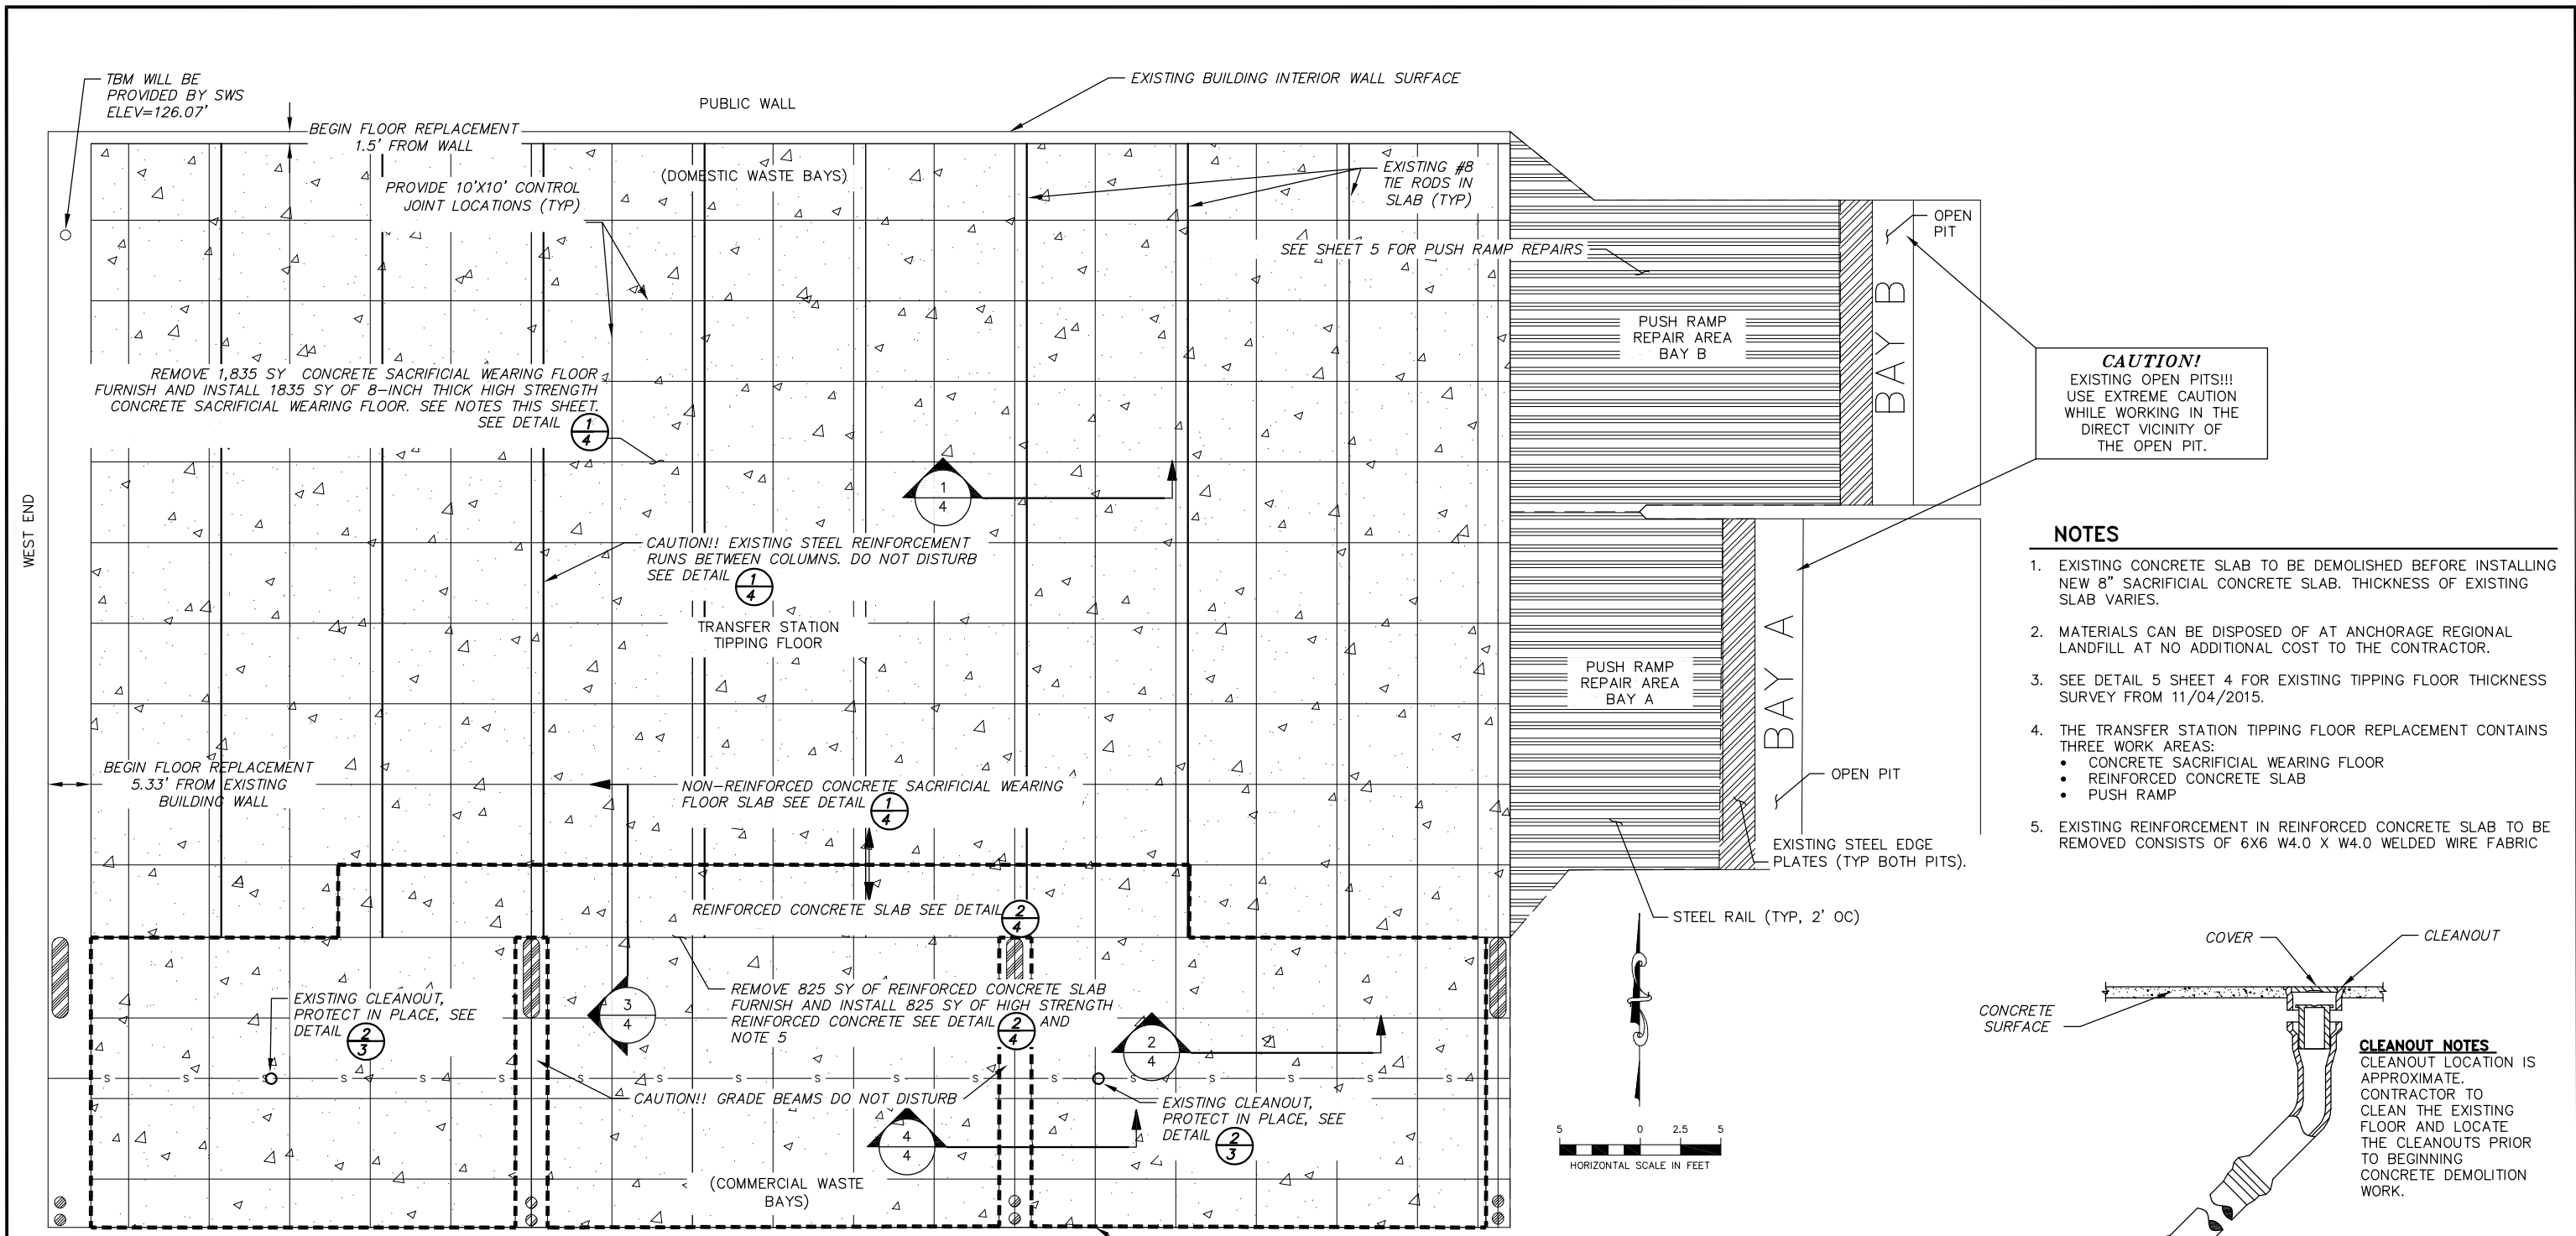 TBM WILL BE
PROVIDED BY SWS
ELEV=126.07'
PUBLIC WALL
EXISTING BUILDING INTERIOR WALL SURFACE
BEGIN FLOOR REPLACEMENT
1.5' FROM WALL
PROVIDE 10'X10' CONTROL
JOINT LOCATIONS (TYP)
(DOMESTIC WASTE BAYS)
EXISTING #8
TIE RODS IN
SLAB (TYP)
SEE SHEET 5 FOR PUSH RAMP REPAIRS
OPEN
PIT
PUSH RAMP
REPAIR AREA
BAY B
BAY B
CAUTION!
EXISTING OPEN PITS!!!
USE EXTREME CAUTION
WHILE WORKING IN THE
DIRECT VICINITY OF
THE OPEN PIT.
REMOVE 1,835 SY CONCRETE SACRIFICIAL WEARING FLOOR
FURNISH AND INSTALL 1835 SY OF 8-INCH THICK HIGH STRENGTH
CONCRETE SACRIFICIAL WEARING FLOOR. SEE NOTES THIS SHEET.
SEE DETAIL 1
4
1
4
WEST END
CAUTION!! EXISTING STEEL REINFORCEMENT
RUNS BETWEEN COLUMNS. DO NOT DISTURB
SEE DETAIL 1
4
TRANSFER STATION
TIPPING FLOOR
PUSH RAMP
REPAIR AREA
BAY A
BAY A
OPEN PIT
BEGIN FLOOR REPLACEMENT
5.33' FROM EXISTING
BUILDING WALL
NON-REINFORCED CONCRETE SACRIFICIAL WEARING
FLOOR SLAB SEE DETAIL 1
4
EXISTING STEEL EDGE
PLATES (TYP BOTH PITS).
REINFORCED CONCRETE SLAB SEE DETAIL 2
4
STEEL RAIL (TYP, 2' OC)
EXISTING CLEANOUT,
PROTECT IN PLACE, SEE
DETAIL 2
3
3
4
REMOVE 825 SY OF REINFORCED CONCRETE SLAB
FURNISH AND INSTALL 825 SY OF HIGH STRENGTH
REINFORCED CONCRETE SEE DETAIL 2
4 AND
NOTE 5
2
4
S S S S S S S S S S S S S S S S S S
CAUTION!! GRADE BEAMS DO NOT DISTURB
EXISTING CLEANOUT,
PROTECT IN PLACE, SEE
DETAIL 2
3
4
4
(COMMERCIAL WASTE
BAYS)
5 0 2.5 5
HORIZONTAL SCALE IN FEET
NOTES
1. EXISTING CONCRETE SLAB TO BE DEMOLISHED BEFORE INSTALLING
NEW 8" SACRIFICIAL CONCRETE SLAB. THICKNESS OF EXISTING
SLAB VARIES.
2. MATERIALS CAN BE DISPOSED OF AT ANCHORAGE REGIONAL
LANDFILL AT NO ADDITIONAL COST TO THE CONTRACTOR.
3. SEE DETAIL 5 SHEET 4 FOR EXISTING TIPPING FLOOR THICKNESS
SURVEY FROM 11/04/2015.
4. THE TRANSFER STATION TIPPING FLOOR REPLACEMENT CONTAINS
THREE WORK AREAS:
• CONCRETE SACRIFICIAL WEARING FLOOR
• REINFORCED CONCRETE SLAB
• PUSH RAMP
5. EXISTING REINFORCEMENT IN REINFORCED CONCRETE SLAB TO BE
REMOVED CONSISTS OF 6X6 W4.0 X W4.0 WELDED WIRE FABRIC
COVER
CLEANOUT
CONCRETE
SURFACE
CLEANOUT NOTES
CLEANOUT LOCATION IS
APPROXIMATE.
CONTRACTOR TO
CLEAN THE EXISTING
FLOOR AND LOCATE
THE CLEANOUTS PRIOR
TO BEGINNING
CONCRETE DEMOLITION
WORK.